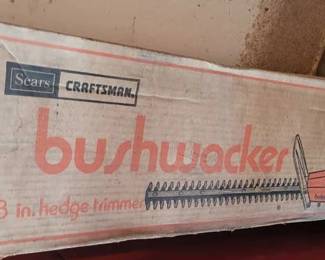 Sears CRAFTSMAN®
bushwacker
in. hedge trimmer